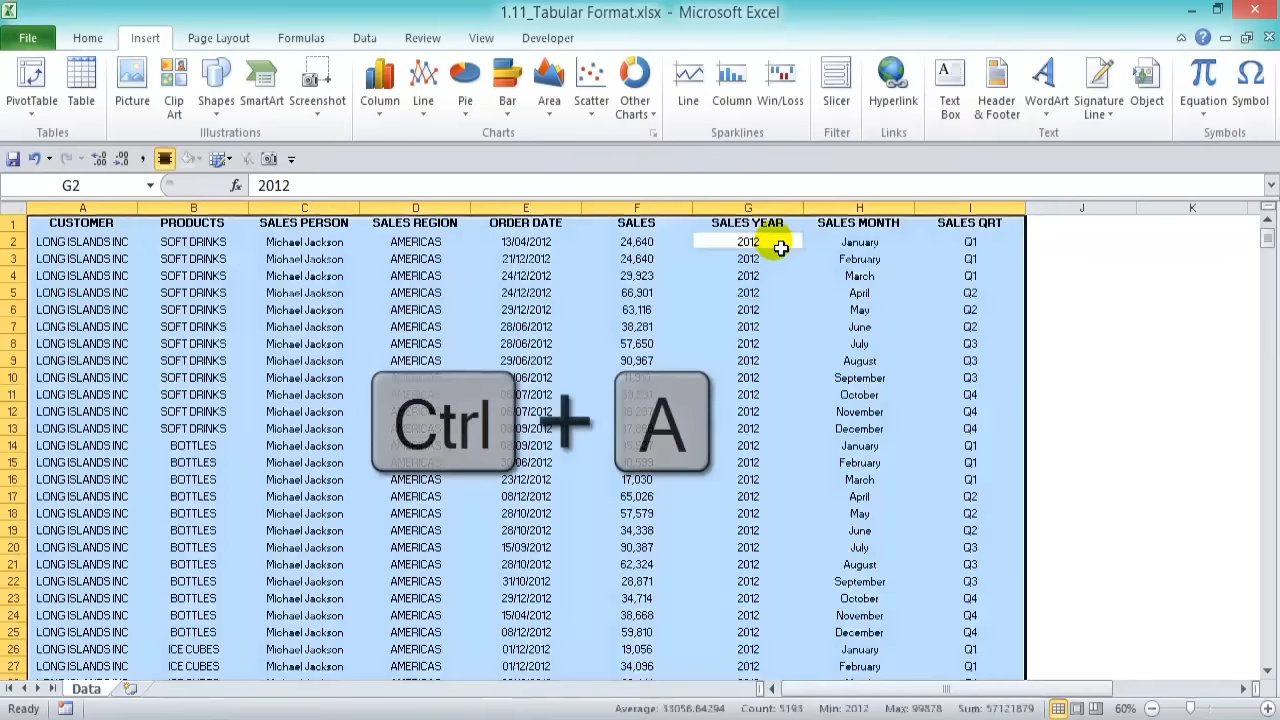 1.11_Tabular Format.xlsx - Microsoft Excel
File Home Insert Page Layout Formulas Data Review View Developer
PivotTable Table Picture Clip Art Shapes SmartArt Screenshot Column Line Pie Bar Area Scatter Other Charts Line Column Win/Loss Slicer Hyperlink Text Box Header & Footer WordArt Signature Line Object Equation Symbol
Tables Illustrations Charts Sparklines Filter Links Text Symbols
G2 fx 2012
A B C D E F G H I J K
1 CUSTOMER PRODUCTS SALES PERSON SALES REGION ORDER DATE SALES SALES YEAR SALES MONTH SALES QRT
2 LONG ISLANDS INC SOFT DRINKS Michael Jackson AMERICAS 13/04/2012 24,640 2012 January Q1
3 LONG ISLANDS INC SOFT DRINKS Michael Jackson AMERICAS 21/12/2012 24,640 2012 February Q1
4 LONG ISLANDS INC SOFT DRINKS Michael Jackson AMERICAS 24/12/2012 29,923 2012 March Q1
5 LONG ISLANDS INC SOFT DRINKS Michael Jackson AMERICAS 24/12/2012 66,901 2012 April Q2
6 LONG ISLANDS INC SOFT DRINKS Michael Jackson AMERICAS 29/12/2012 63,116 2012 May Q2
7 LONG ISLANDS INC SOFT DRINKS Michael Jackson AMERICAS 28/06/2012 38,281 2012 June Q2
8 LONG ISLANDS INC SOFT DRINKS Michael Jackson AMERICAS 28/06/2012 57,650 2012 July Q3
9 LONG ISLANDS INC SOFT DRINKS Michael Jackson AMERICAS 29/06/2012 90,967 2012 August Q3
10 LONG ISLANDS INC SOFT DRINKS Michael Jackson 2012 September Q3
11 LONG ISLANDS INC SOFT DRINKS Michael Jackson 2012 October Q4
12 LONG ISLANDS INC SOFT DRINKS Michael Jackson 2012 November Q4
13 LONG ISLANDS INC SOFT DRINKS Michael Jackson 2012 December Q4
14 LONG ISLANDS INC BOTTLES Michael Jackson 2012 January Q1
15 LONG ISLANDS INC BOTTLES Michael Jackson 2012 February Q1
Ctrl + A
16 LONG ISLANDS INC BOTTLES Michael Jackson AMERICAS 23/12/2012 17,030 2012 March Q1
17 LONG ISLANDS INC BOTTLES Michael Jackson AMERICAS 08/12/2012 65,026 2012 April Q2
18 LONG ISLANDS INC BOTTLES Michael Jackson AMERICAS 28/10/2012 57,579 2012 May Q2
19 LONG ISLANDS INC BOTTLES Michael Jackson AMERICAS 28/10/2012 34,338 2012 June Q2
20 LONG ISLANDS INC BOTTLES Michael Jackson AMERICAS 15/09/2012 90,387 2012 July Q3
21 LONG ISLANDS INC BOTTLES Michael Jackson AMERICAS 28/10/2012 62,324 2012 August Q3
22 LONG ISLANDS INC BOTTLES Michael Jackson AMERICAS 31/10/2012 28,871 2012 September Q3
23 LONG ISLANDS INC BOTTLES Michael Jackson AMERICAS 29/12/2012 34,714 2012 October Q4
24 LONG ISLANDS INC BOTTLES Michael Jackson AMERICAS 15/04/2012 38,668 2012 November Q4
25 LONG ISLANDS INC BOTTLES Michael Jackson AMERICAS 08/12/2012 59,810 2012 December Q4
26 LONG ISLANDS INC ICE CUBES Michael Jackson AMERICAS 01/12/2012 19,056 2012 January Q1
27 LONG ISLANDS INC ICE CUBES Michael Jackson AMERICAS 01/12/2012 34,096 2012 February Q1
Data
Ready Average: 33056.64294 Count: 5193 Min: 2012 Max: 99878 Sum: 57121879 60%